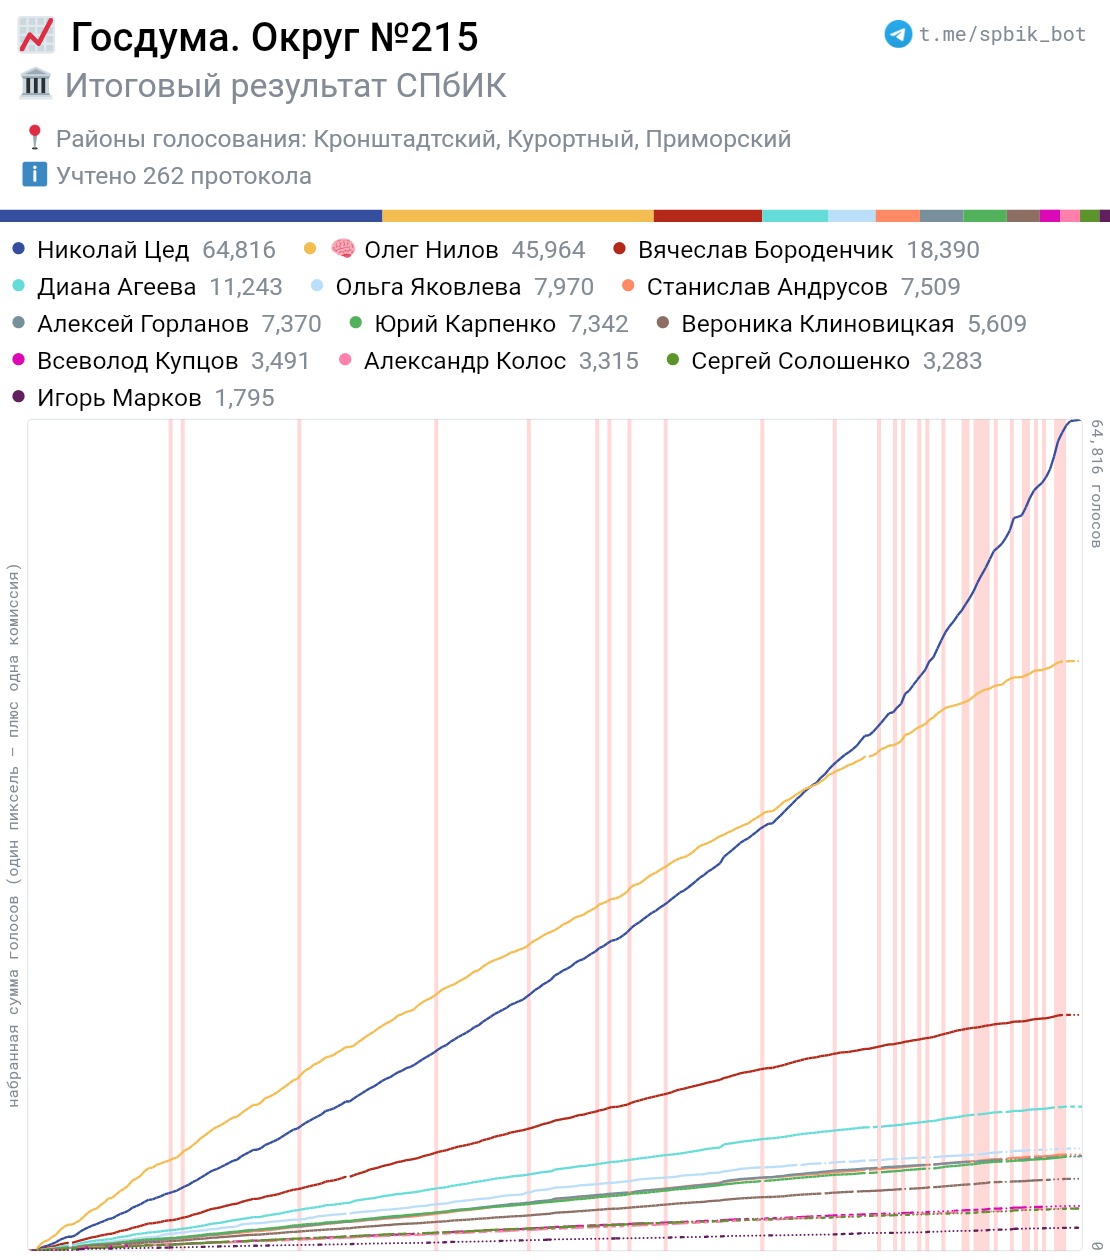 Госдума. Округ №215
t.me/spbik_bot
Итоговый результат СПбИК
Районы голосования: Кронштадтский, Курортный, Приморский
Учтено 262 протокола
Николай Цед 64,816 Олег Нилов 45,964 Вячеслав Бороденчик 18,390
Диана Агеева 11,243 Ольга Яковлева 7,970 Станислав Андрусов 7,509
Алексей Горланов 7,370 Юрий Карпенко 7,342 Вероника Клиновицкая 5,609
Всеволод Купцов 3,491 Александр Колос 3,315 Сергей Солошенко 3,283
Игорь Марков 1,795
набранная сумма голосов (один пиксель – плюс одна комиссия)
64,816 голосов
0